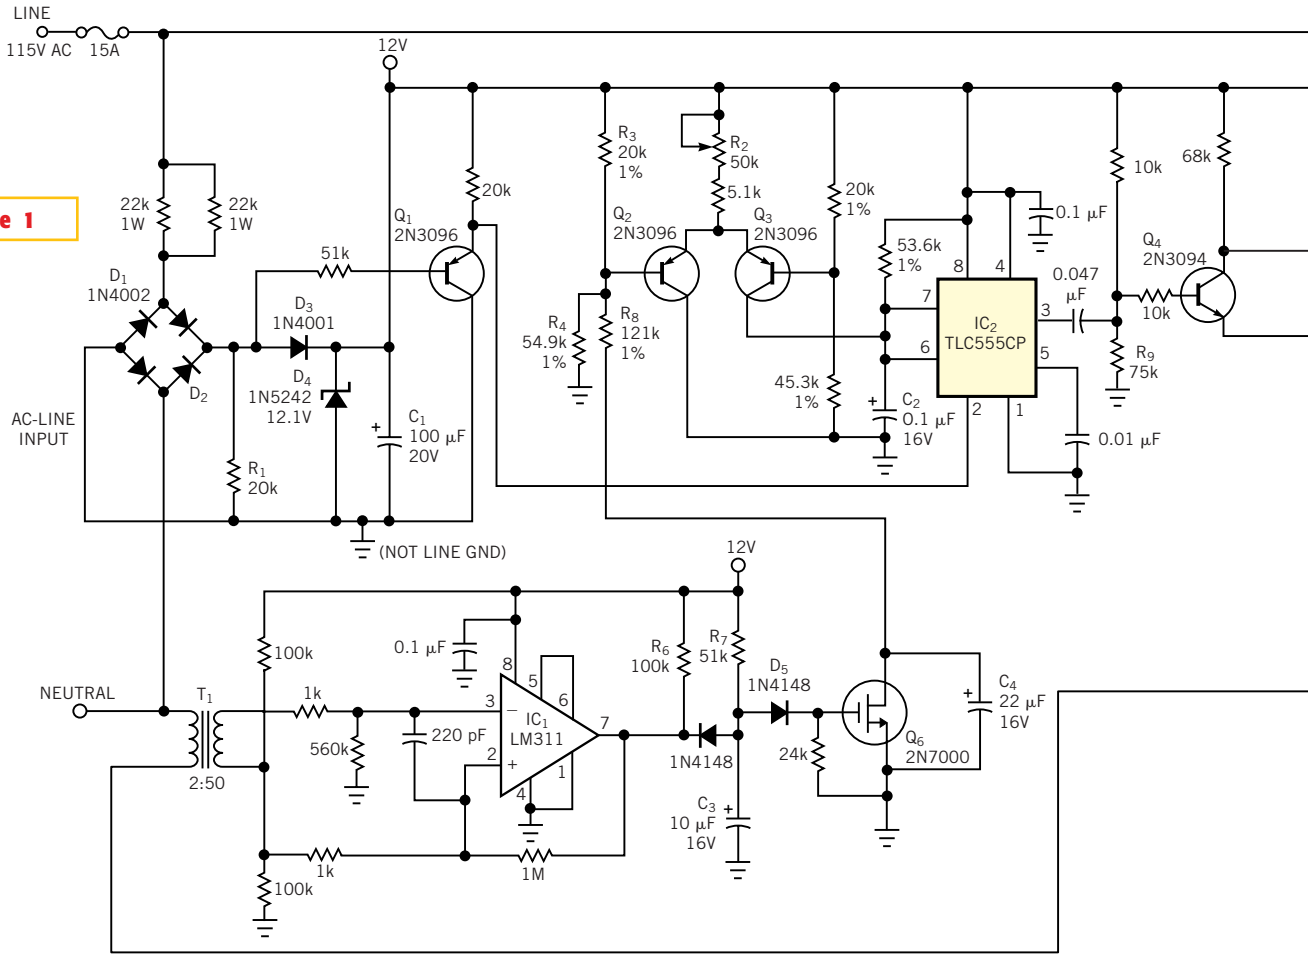 LINE
115V AC
15A
12V
e 1
22k
1W
22k
1W
D1
1N4002
51k
Q1
2N3096
20k
D3
1N4001
D4
1N5242
12.1V
D2
AC-LINE
INPUT
R1
20k
C1
100 µF
20V
+
(NOT LINE GND)
R3
20k
1%
R2
50k
5.1k
Q2
2N3096
Q3
2N3096
20k
1%
R4
54.9k
1%
R8
121k
1%
45.3k
1%
53.6k
1%
C2
0.1 µF
16V
+
8
4
7
6
3
5
2
1
IC2
TLC555CP
0.1 µF
0.047
µF
10k
10k
Q4
2N3094
68k
R9
75k
0.01 µF
NEUTRAL
T1
2:50
100k
1k
560k
220 pF
0.1 µF
8
5
6
3
−
2
+
IC1
LM311
7
4
1
1k
1M
100k
12V
R6
100k
R7
51k
D5
1N4148
1N4148
C3
10 µF
16V
+
24k
Q6
2N7000
C4
22 µF
16V
+